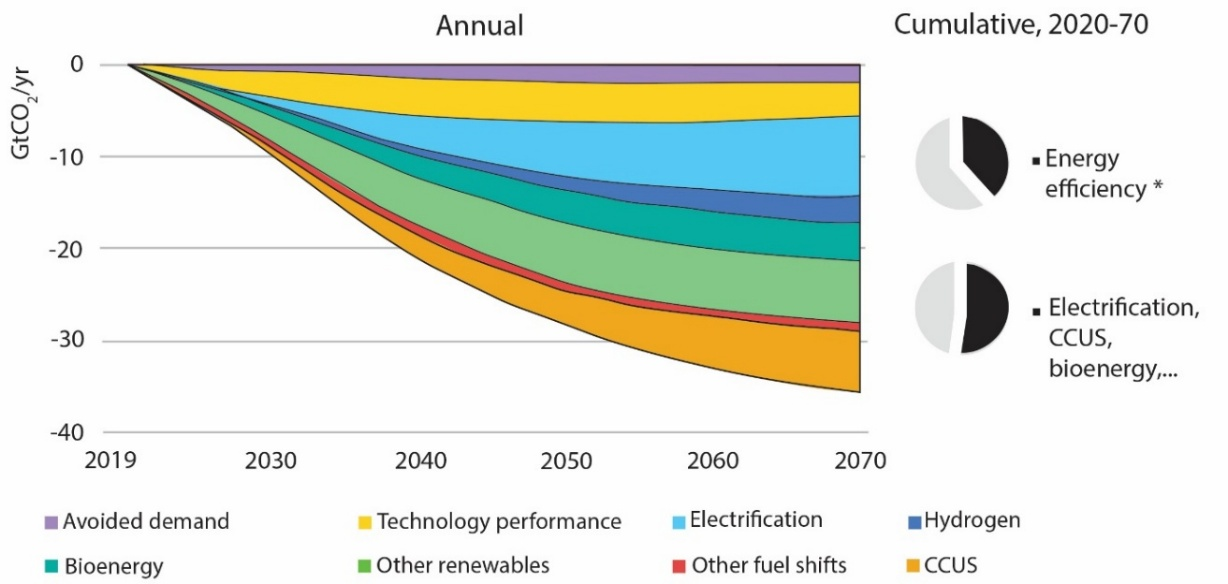 Annual
Cumulative, 2020-70
GtCO₂/yr
0
-10
-20
-30
-40
2019 2030 2040 2050 2060 2070
Energy
efficiency *
Electrification,
CCUS,
bioenergy,...
Avoided demand Technology performance Electrification Hydrogen
Bioenergy Other renewables Other fuel shifts CCUS